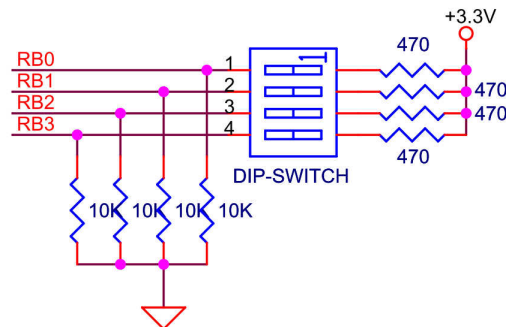 +3.3V
470
RB0 1 1
RB1 2 470
RB2 3 470
RB3 4
470
DIP-SWITCH
10K 10K 10K 10K